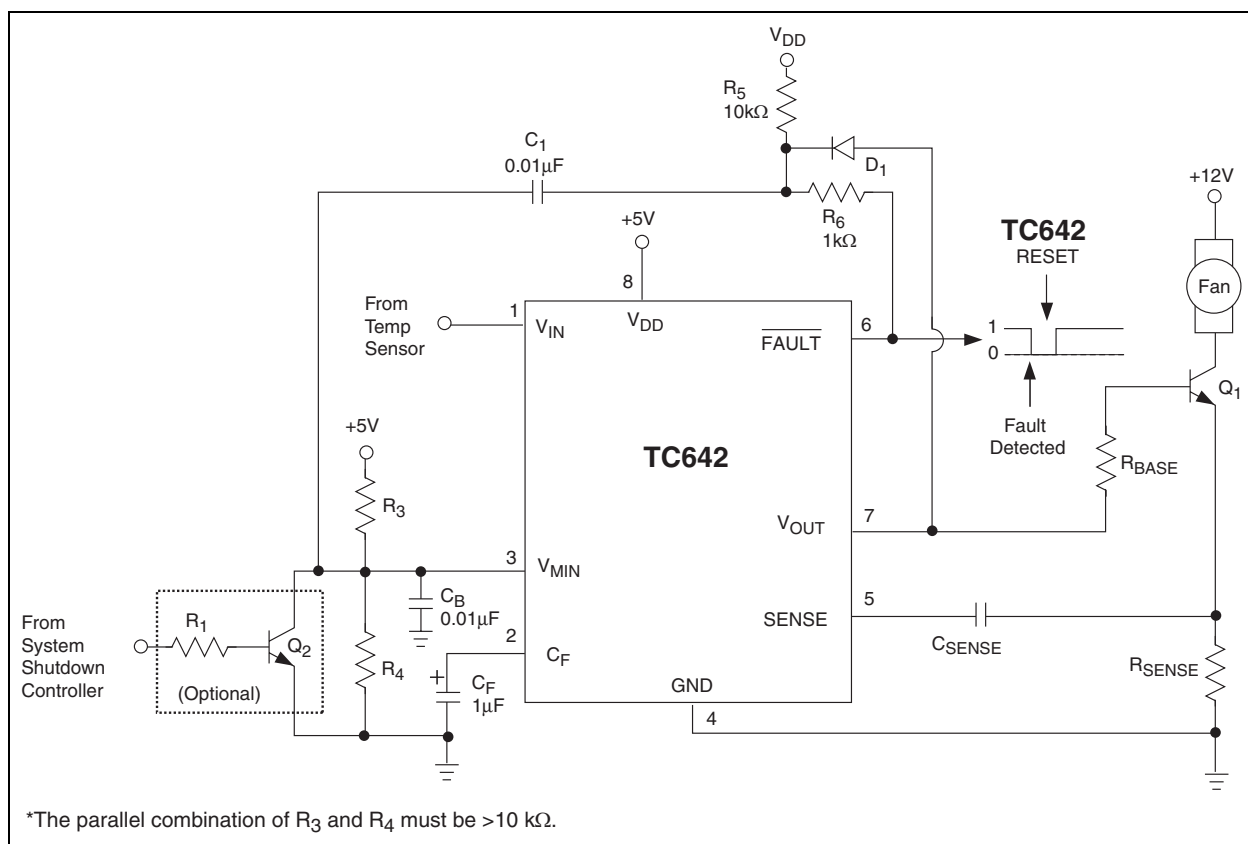 V_DD
R_5
10kΩ
C_1
0.01µF
D_1
+12V
R_6
1kΩ
+5V
TC642
RESET
Fan
8
From
Temp
Sensor
1
V_IN
V_DD
FAULT
6
1
0
Q_1
Fault
Detected
+5V
TC642
R_BASE
R_3
V_OUT
7
3
V_MIN
C_B
0.01µF
5
SENSE
C_SENSE
From
System
Shutdown
Controller
R_1
Q_2
(Optional)
R_4
2
C_F
+
C_F
1µF
R_SENSE
GND
4
*The parallel combination of R_3 and R_4 must be >10 kΩ.